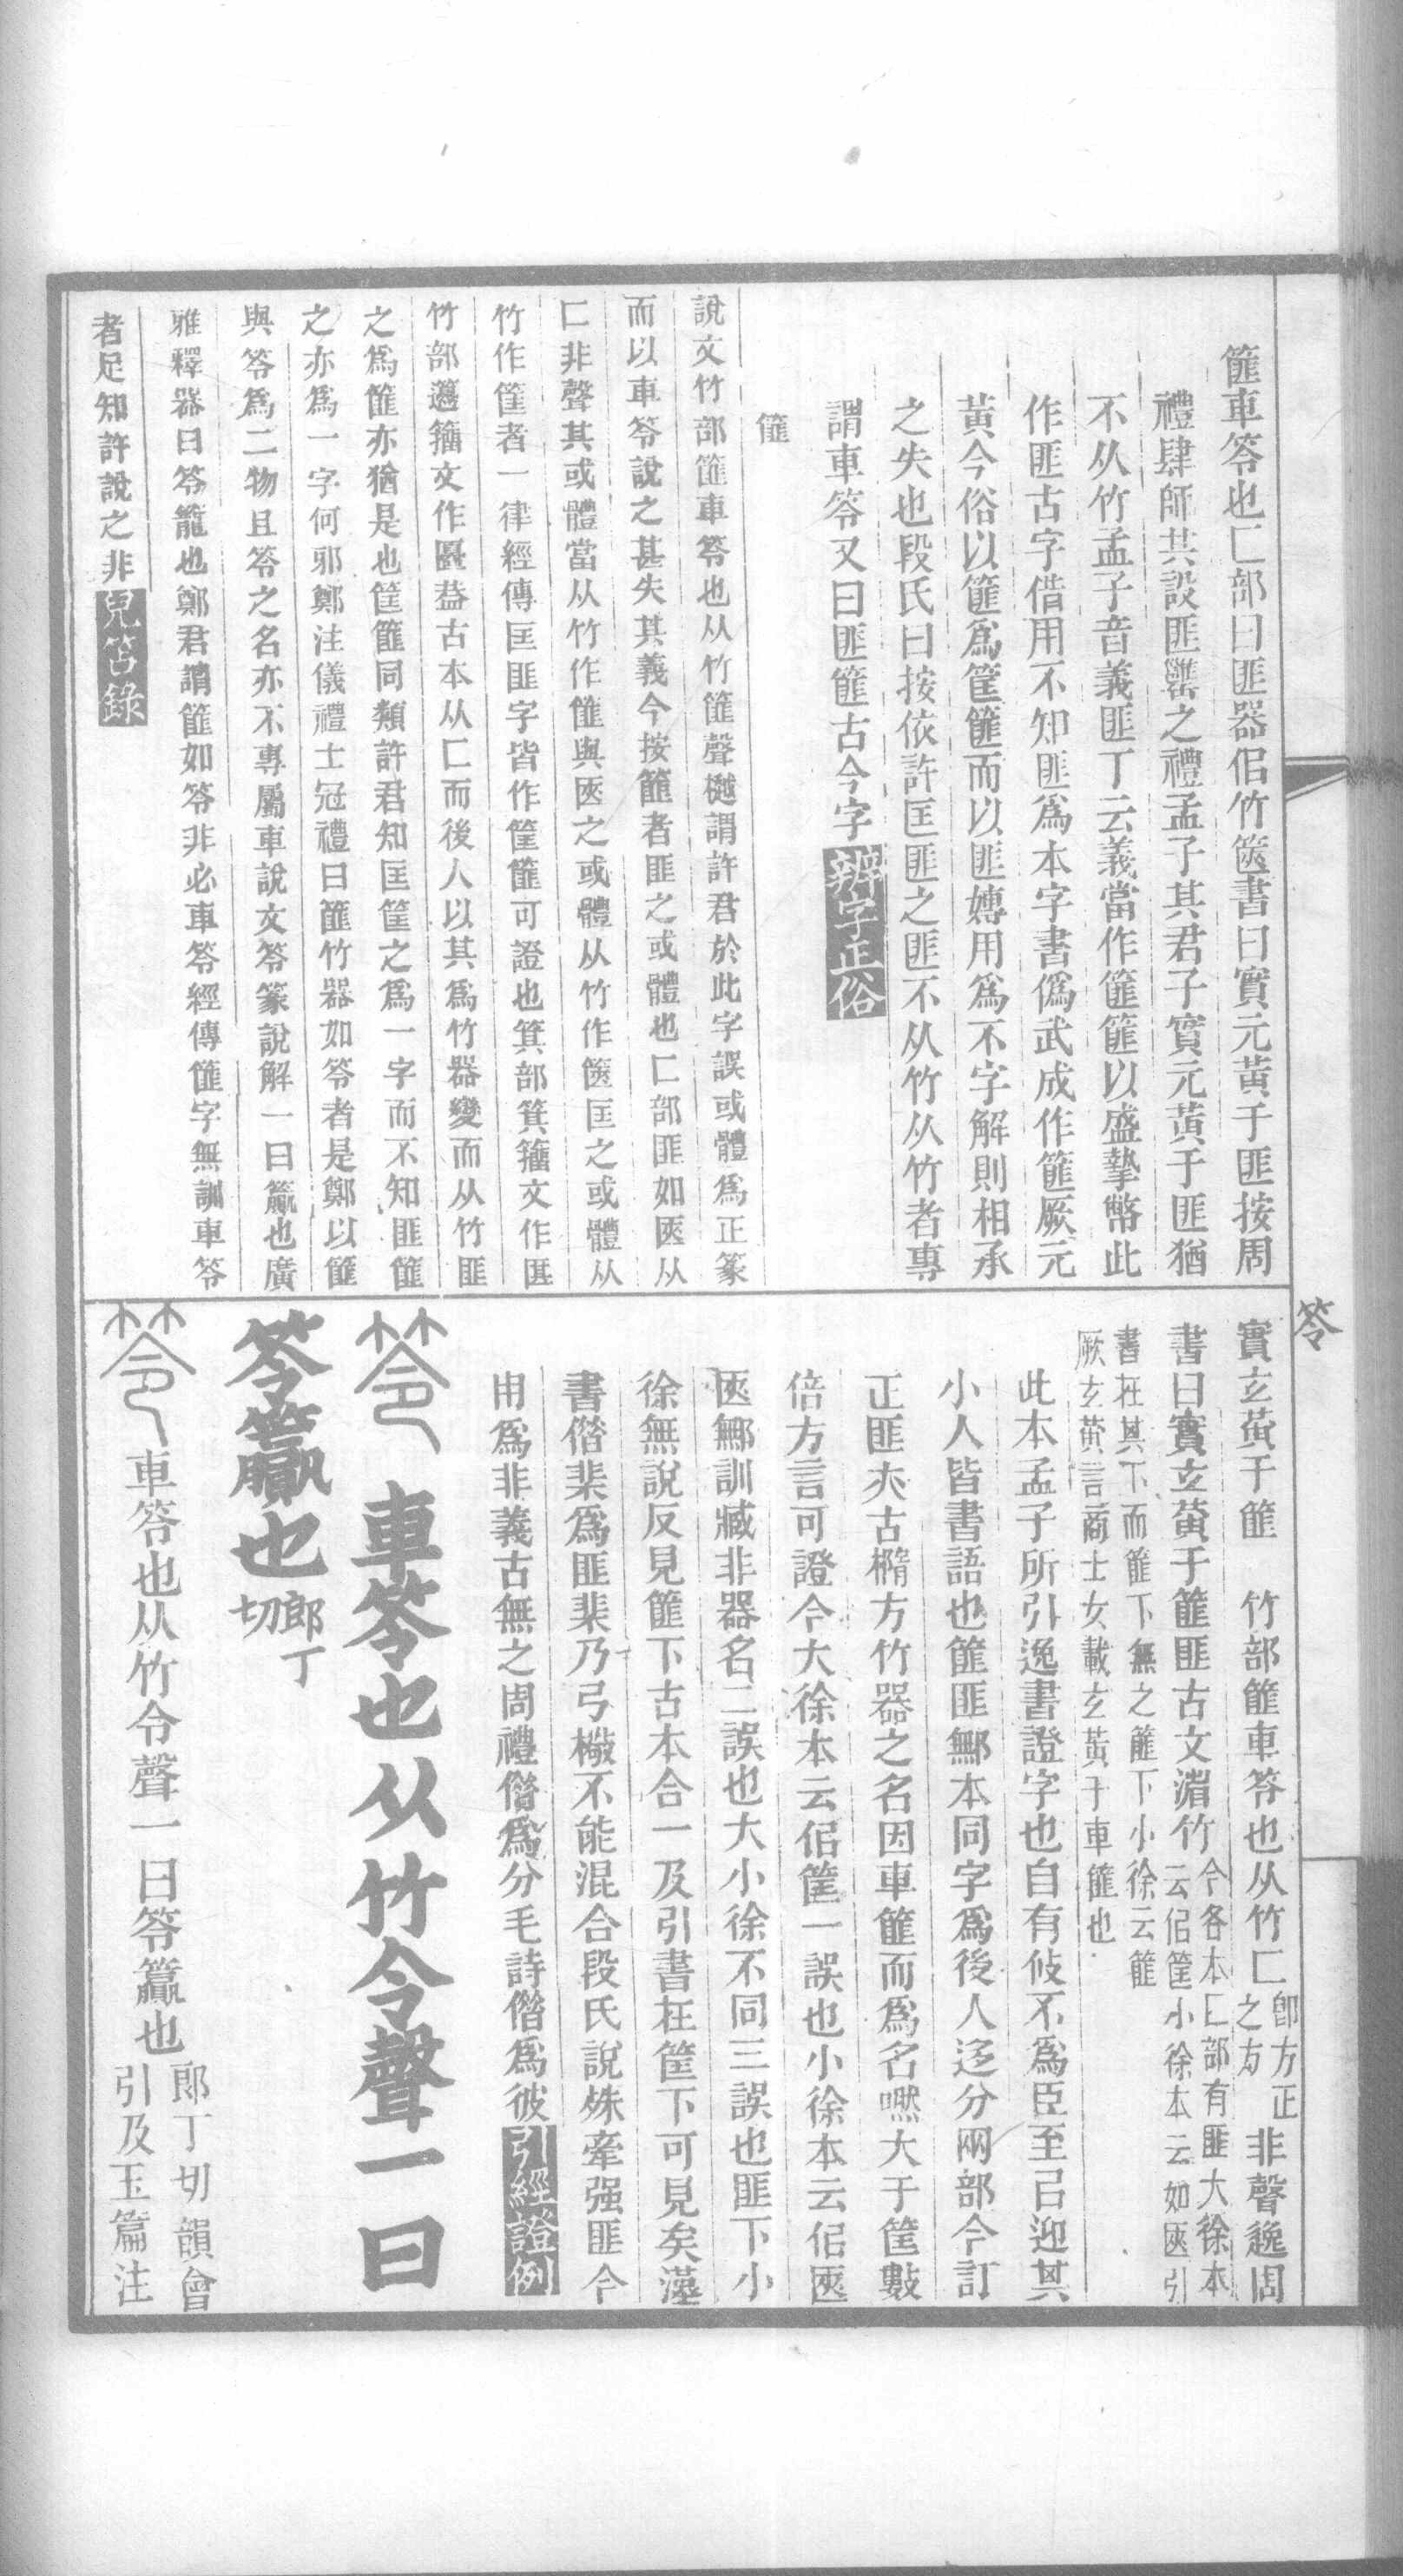 篚車笭也匚部曰匪器佀竹篋書曰實元黃于匪按周
禮肆師共設匪罋之禮孟子其君子實元黃于匪猶
不从竹孟子音義匪丁云義當作篚篚以盛摯幣此
作匪古字借用不知匪爲本字書僞武成作篚厥元
黃今俗以篚爲筐篚而以匪專用爲不字解則相承
之失也段氏曰按依許匡匪之匪不从竹从竹者專
謂車笭又曰匪篚古今字辨字正俗
篚
說文竹部篚車笭也从竹篚聲樾謂許君於此字誤或體爲正篆
而以車笭說之甚失其義今按篚者匪之或體也匚部匪如匧从
匚非聲其或體當从竹作篚與匧之或體从竹作篋匡之或體从
竹作筐者一律經傳匡匪字皆作筐篚可證也箕部箕籀文作匴
竹部簋籀文作匶葢古本从匚而後人以其爲竹器變而从竹匪
之爲篚亦猶是也筐篚同類許君知匡筐之爲一字而不知匪篚
之亦爲一字何邪鄭注儀禮士冠禮曰篚竹器如笭者是鄭以篚
與笭爲二物且笭之名亦不專屬車說文笭篆說解一曰籯也廣
雅釋器曰笭籠也鄭君謂篚如笭非必車笭經傳篚字無訓車笭
者足知許說之非兒笘錄
笭
實玄黃于篚 竹部篚車笭也从竹匚卽方正之方非聲逸周
書曰實玄黃于篚匪古文𣽈竹今各本匚部有匪大徐本云佀筐小徐本云如匧引
書在其下而篚下無之篚下小徐云篚
厥玄黃言商士女載玄黃于車篚也
此本孟子所引逸書證字也自有攸不爲臣至吕迎其
小人皆書語也篚匪鄦本同字爲後人迻分网部今訂
正匪亦古橢方竹器之名因車篚而爲名嘫大于筐數
倍方言可證今大徐本云佀筐一誤也小徐本云佀匧
匧鄦訓臧非器名二誤也大小徐不同三誤也匪下小
徐無說反見篚下古本合一及引書在筐下可見矣漢
書偝棐爲匪棐乃弓檄不能混合段氏說殊牽强匪今
用爲非義古無之周禮偝爲分毛詩偝爲彼引經證例
笭 車笭也从竹令聲一曰
笭籯也郎丁切
笭 車笭也从竹令聲一曰笭籯也郎丁切韻會引及玉篇注